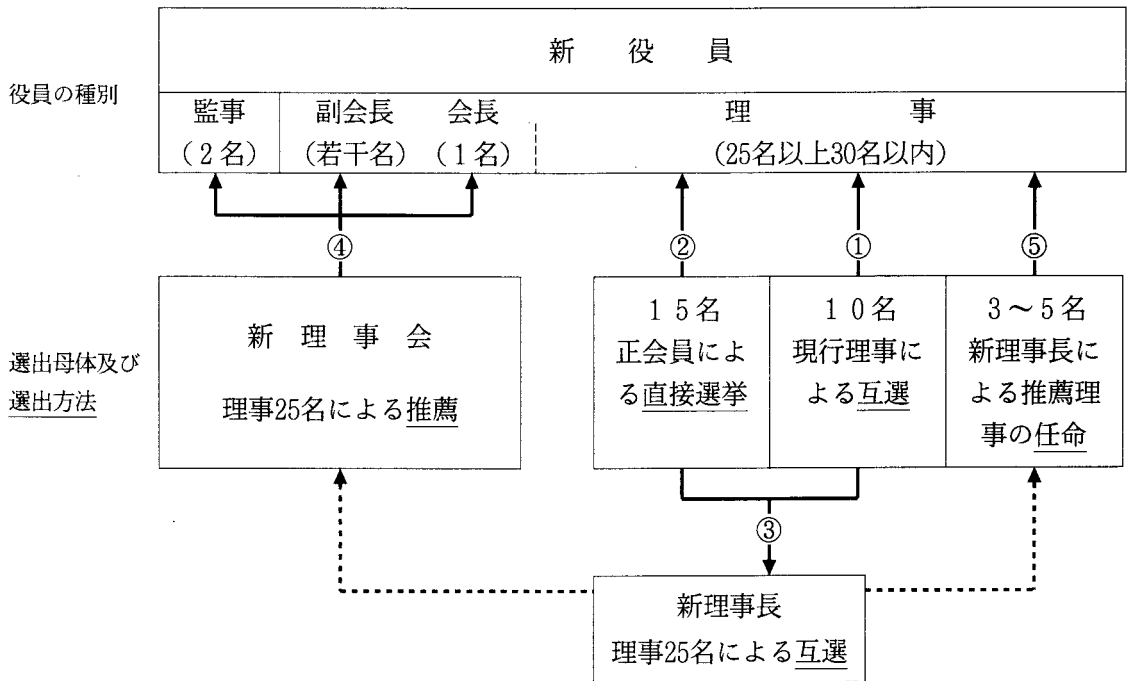 新役員
役員の種別
監事
(2名)
副会長
(若干名)
会長
(1名)
理事
(25名以上30名以内)
④
②
①
⑤
選出母体及び
選出方法
新理事会
理事25名による推薦
15名
正会員によ
る直接選挙
10名
現行理事に
よる互選
3～5名
新理事長に
よる推薦理
事の任命
③
新理事長
理事25名による互選